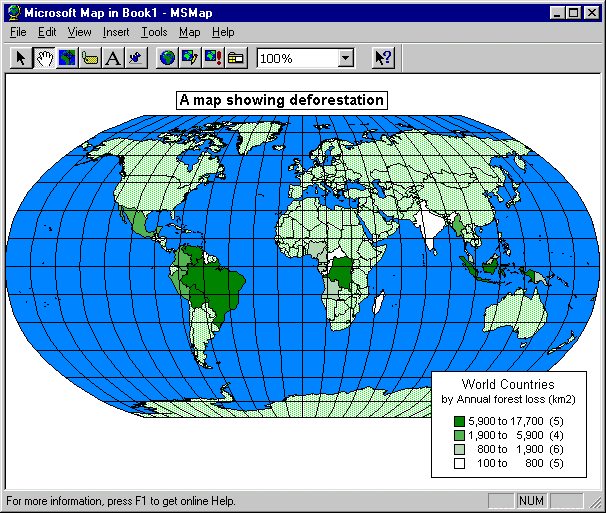 Microsoft Map in Book1 - MSMap
File Edit View Insert Tools Map Help
A 100% ?
A map showing deforestation
World Countries
by Annual forest loss (km2)
5,900 to 17,700 (5)
1,900 to 5,900 (4)
800 to 1,900 (6)
100 to 800 (5)
For more information, press F1 to get online Help.
NUM